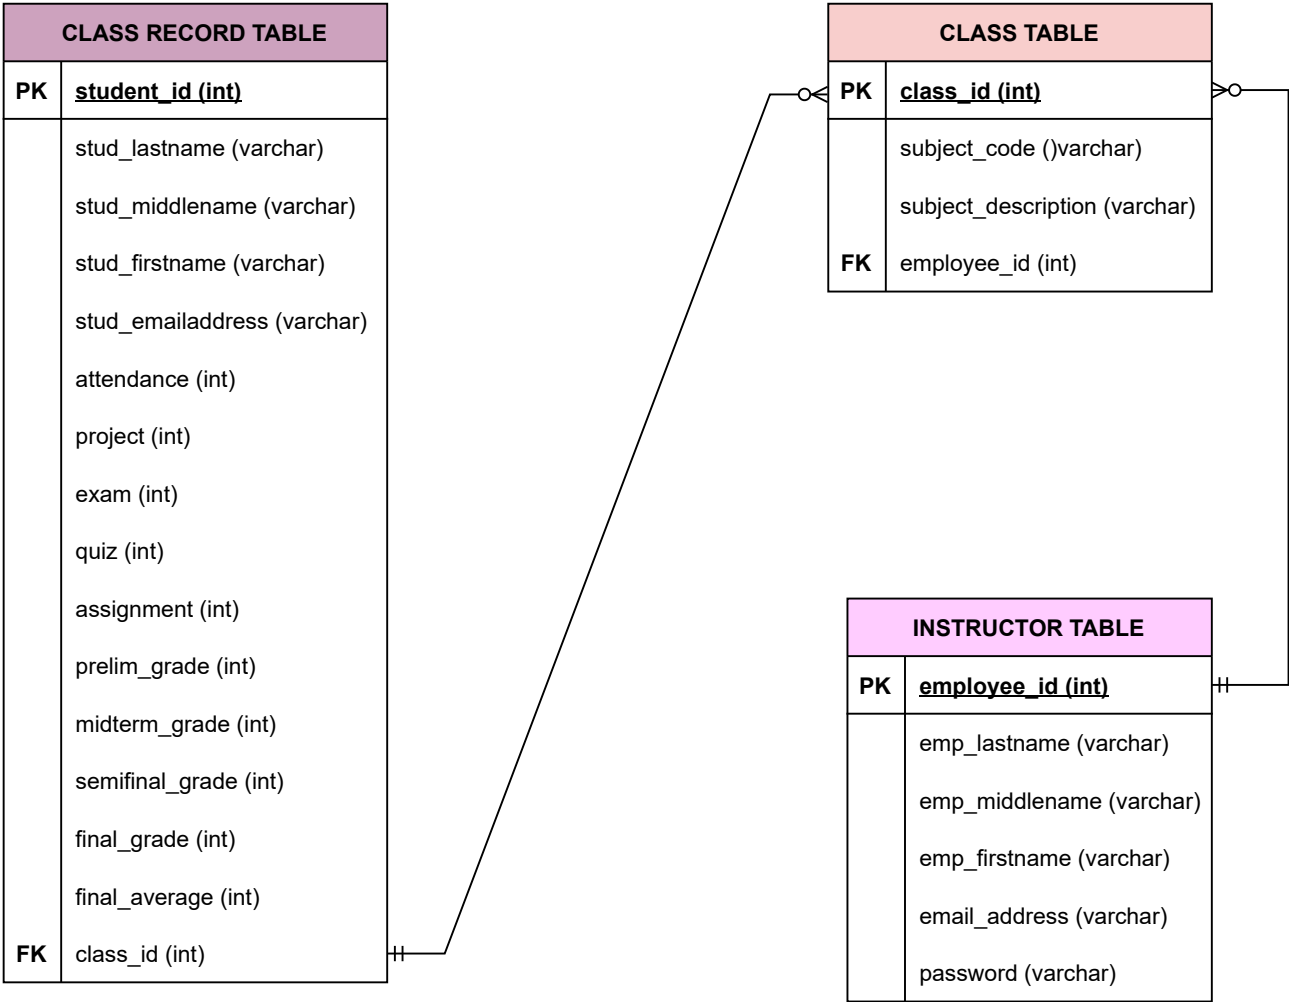 CLASS RECORD TABLE
PK student_id (int)
stud_lastname (varchar)
stud_middlename (varchar)
stud_firstname (varchar)
stud_emailaddress (varchar)
attendance (int)
project (int)
exam (int)
quiz (int)
assignment (int)
prelim_grade (int)
midterm_grade (int)
semifinal_grade (int)
final_grade (int)
final_average (int)
FK class_id (int)
CLASS TABLE
PK class_id (int)
subject_code ()varchar)
subject_description (varchar)
FK employee_id (int)
INSTRUCTOR TABLE
PK employee_id (int)
emp_lastname (varchar)
emp_middlename (varchar)
emp_firstname (varchar)
email_address (varchar)
password (varchar)